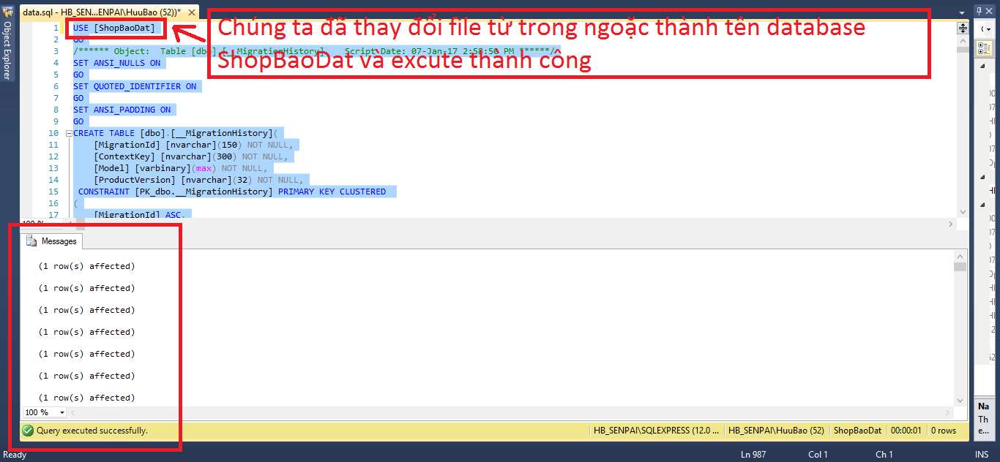 data.sql - HB_SEN...ENPAI\HuuBao (52))*
Object Explorer
Chúng ta đã thay đổi file từ trong ngoặc thành tên database
ShopBaoDat và excute thành công
1 USE [ShopBaoDat]
2 GO
3 /****** Object: Table [dbo].[__MigrationHistory] Script Date: 07-Jan-17 2:58:50 PM ******/
4 SET ANSI_NULLS ON
5 GO
6 SET QUOTED_IDENTIFIER ON
7 GO
8 SET ANSI_PADDING ON
9 GO
10 CREATE TABLE [dbo].[__MigrationHistory](
11 [MigrationId] [nvarchar](150) NOT NULL,
12 [ContextKey] [nvarchar](300) NOT NULL,
13 [Model] [varbinary](max) NOT NULL,
14 [ProductVersion] [nvarchar](32) NOT NULL,
15 CONSTRAINT [PK_dbo.__MigrationHistory] PRIMARY KEY CLUSTERED
16 (
17 [MigrationId] ASC
100 %
Messages
(1 row(s) affected)
(1 row(s) affected)
(1 row(s) affected)
(1 row(s) affected)
(1 row(s) affected)
(1 row(s) affected)
(1 row(s) affected)
100 %
Query executed successfully.
HB_SENPAI\SQLEXPRESS (12.0 ...
HB_SENPAI\HuuBao (52)
ShopBaoDat
00:00:01
0 rows
Na
Th
e...
Ready
Ln 987
Col 1
Ch 1
INS